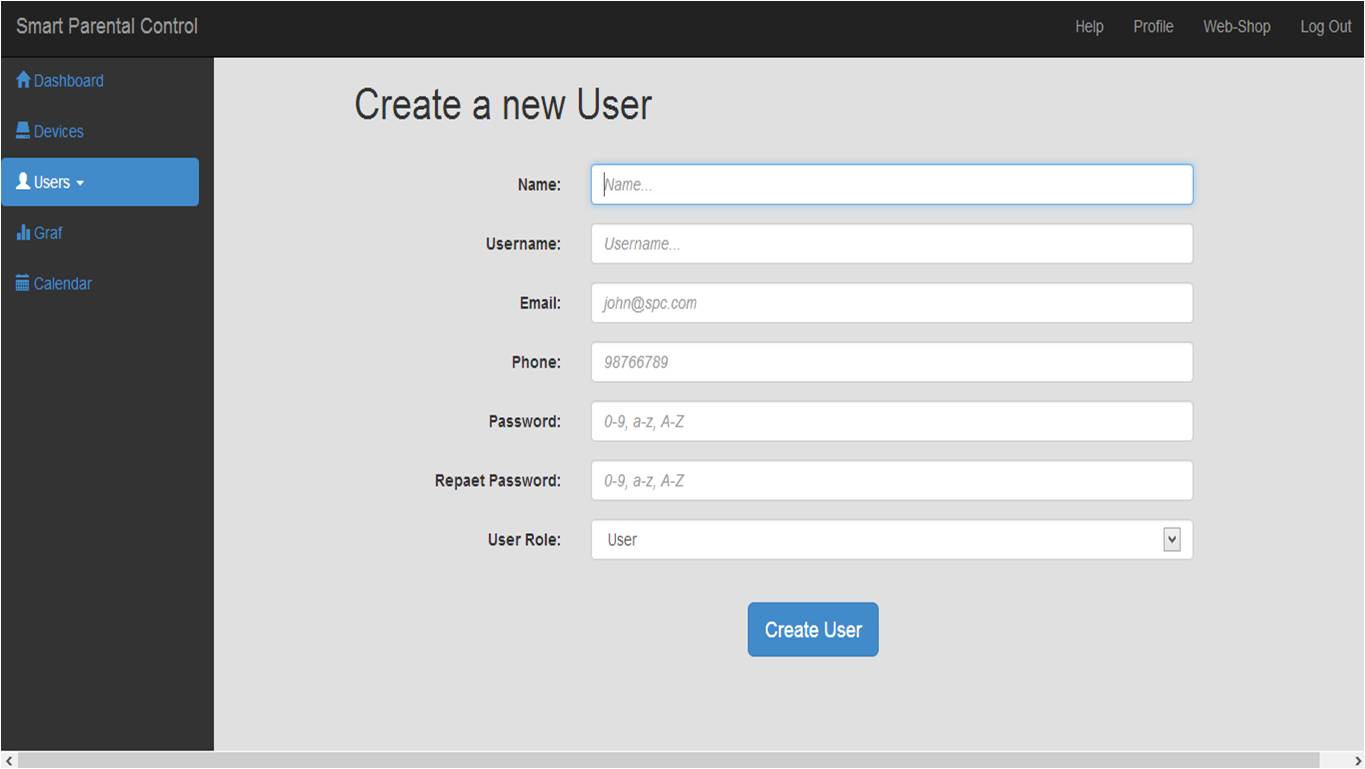 Smart Parental Control
Help Profile Web-Shop Log Out
Dashboard
Devices
Users
Graf
Calendar
Create a new User
Name: Name...
Username: Username...
Email: john@spc.com
Phone: 98766789
Password: 0-9, a-z, A-Z
Repaet Password: 0-9, a-z, A-Z
User Role: User
Create User